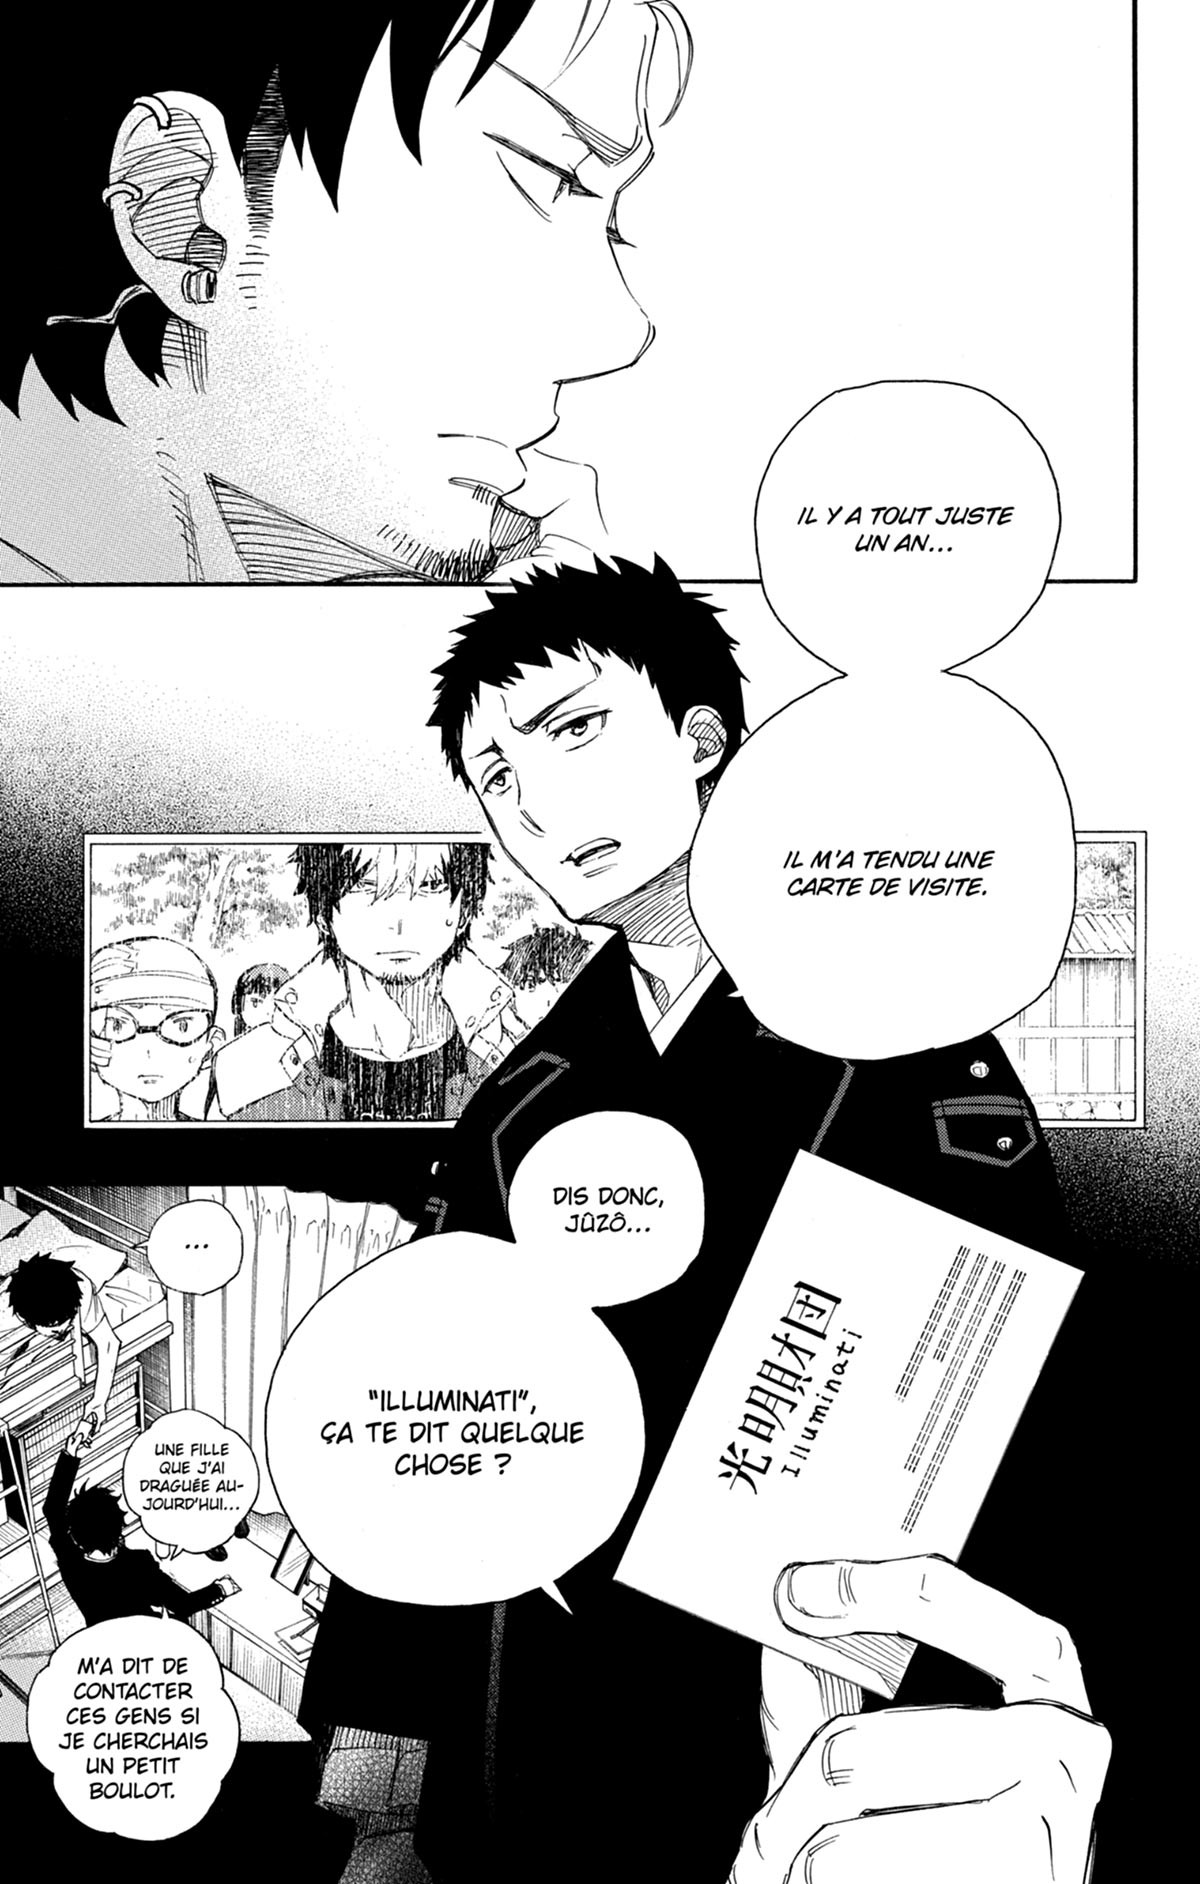 IL Y A TOUT JUSTE
UN AN...
IL M'A TENDU UNE
CARTE DE VISITE.
DIS DONC,
JÛZÔ...
"ILLUMINATI",
ÇA TE DIT QUELQUE
CHOSE ?
光明財団
Illuminati
...
UNE FILLE
QUE J'AI
DRAGUÉE AU-
JOURD'HUI...
M'A DIT DE
CONTACTER
CES GENS SI
JE CHERCHAIS
UN PETIT
BOULOT.